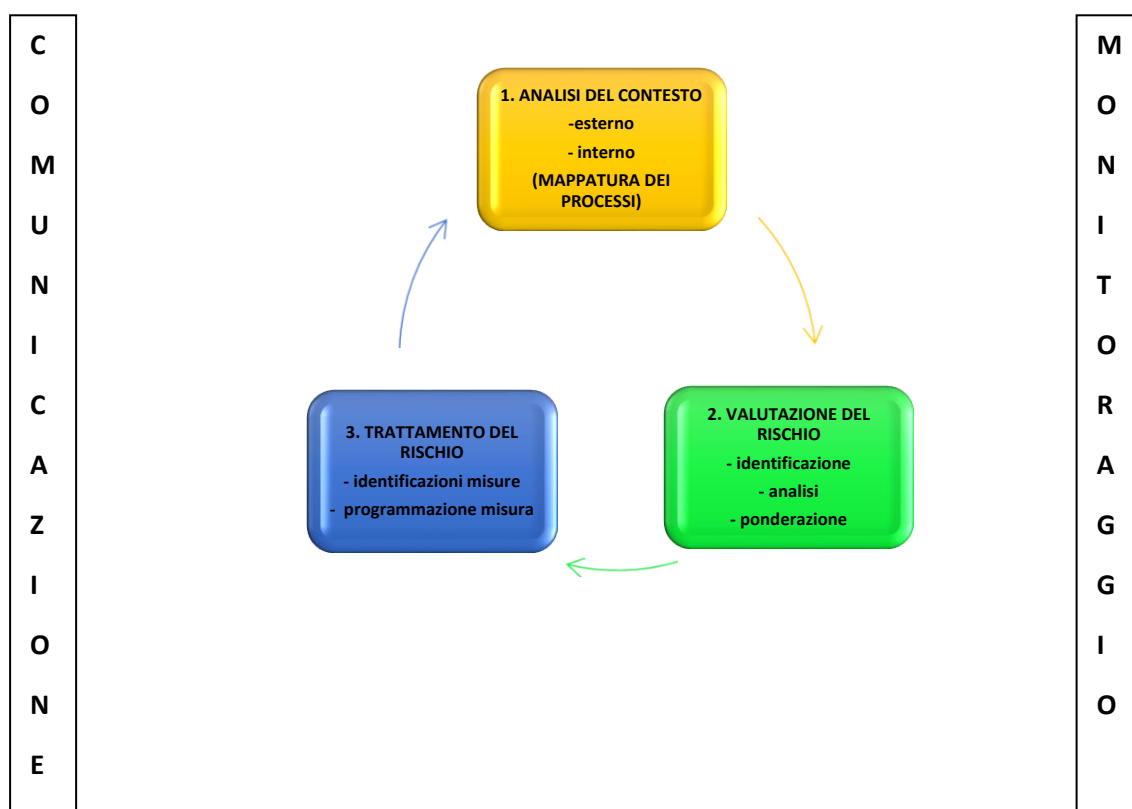 C
O
M
U
N
I
C
A
Z
I
O
N
E
1. ANALISI DEL CONTESTO
-esterno
- interno
(MAPPATURA DEI
PROCESSI)
2. VALUTAZIONE DEL
RISCHIO
- identificazione
- analisi
- ponderazione
3. TRATTAMENTO DEL
RISCHIO
- identificazioni misure
- programmazione misura
M
O
N
I
T
O
R
A
G
G
I
O